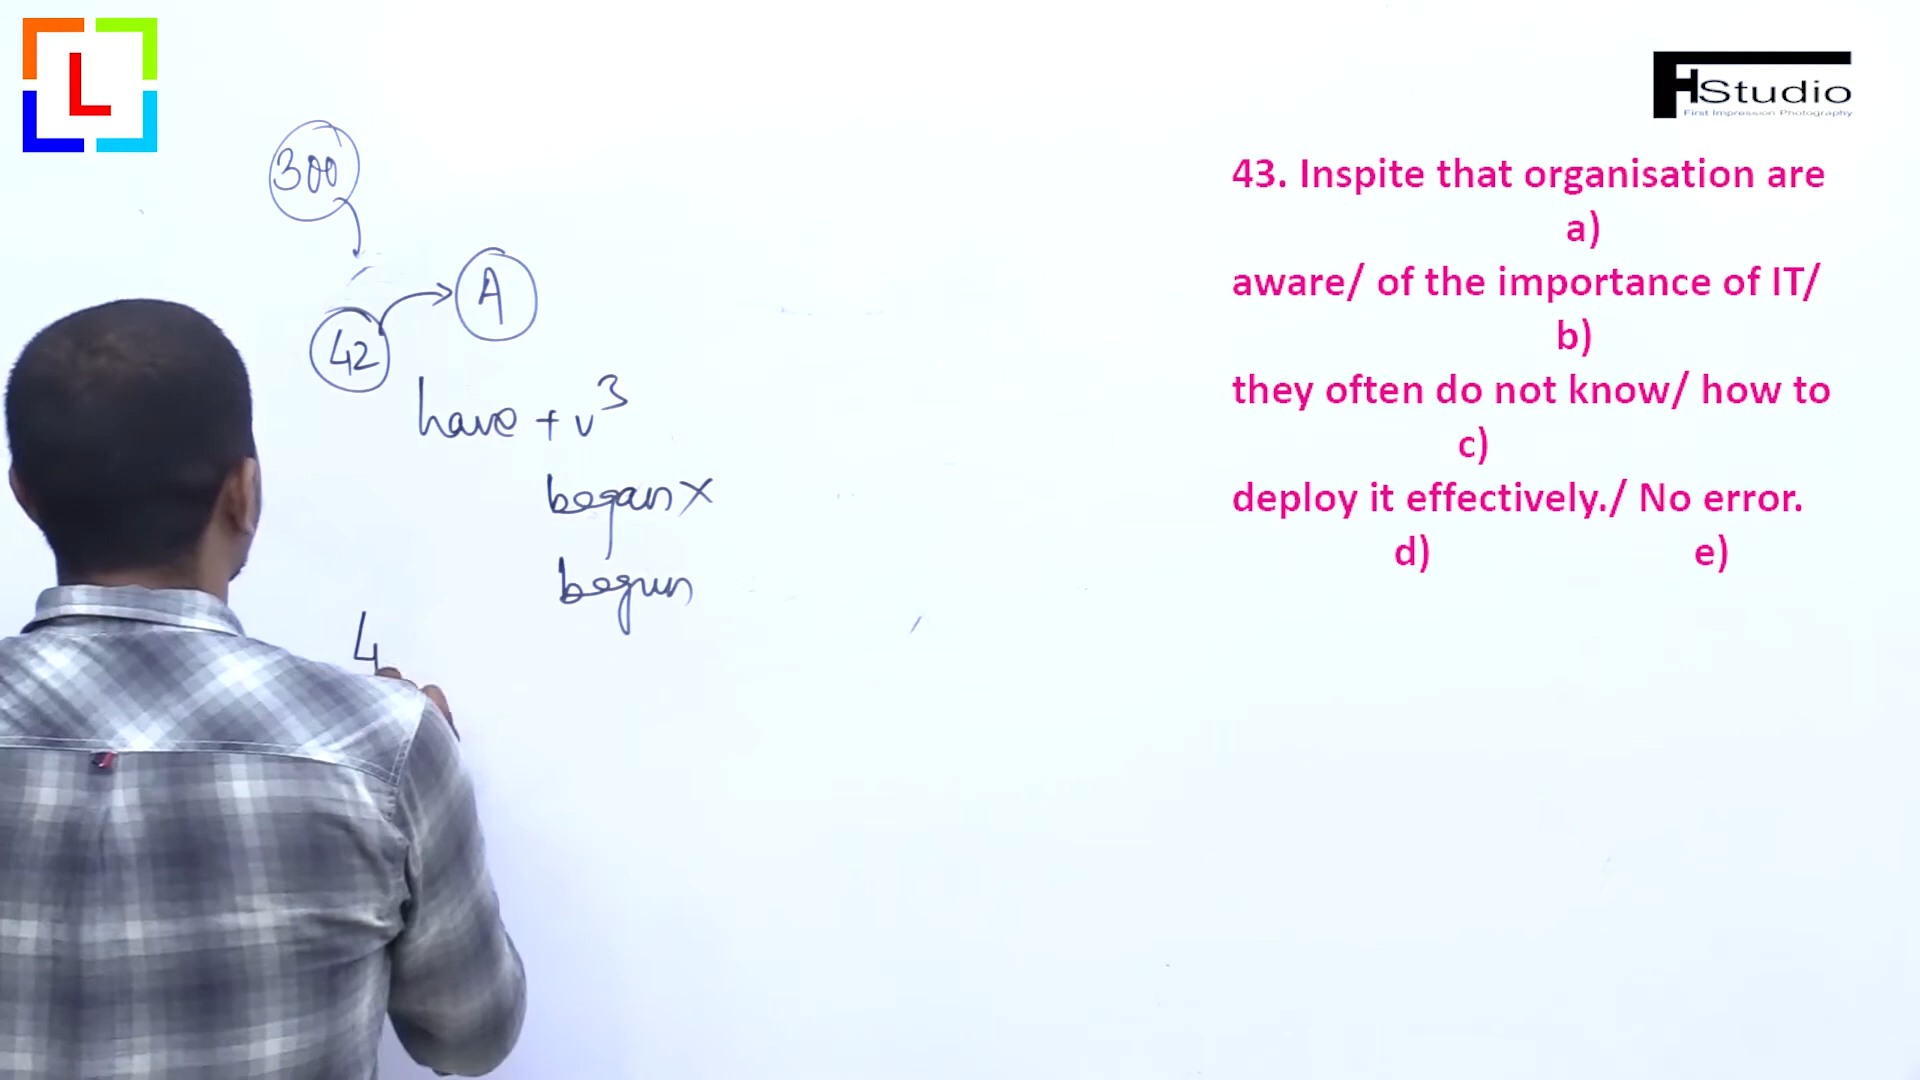 L
HStudio
First Impression Photography
300
42
A
have + v3
began x
begun
4
43. Inspite that organisation are
a)
aware/ of the importance of IT/
b)
they often do not know/ how to
c)
deploy it effectively./ No error.
d) e)